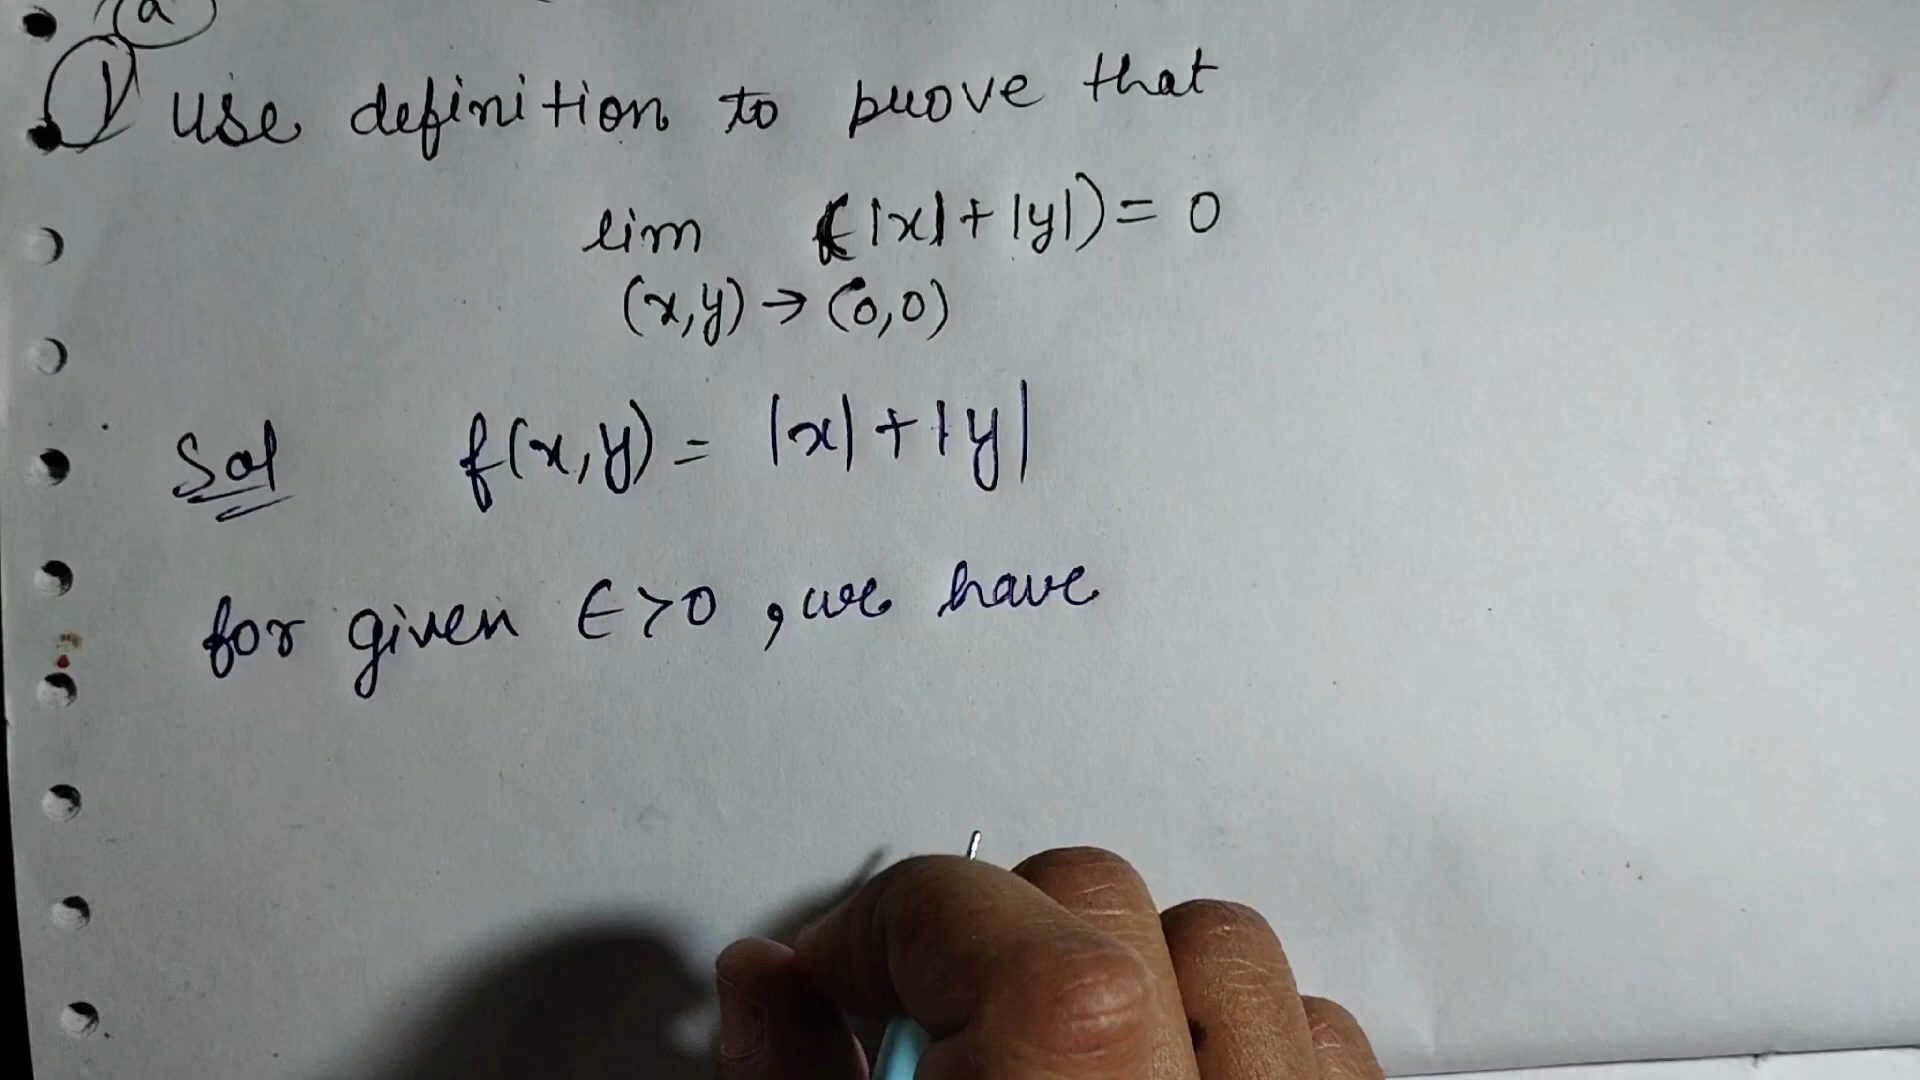 a
1) Use definition to prove that
lim (|x|+|y|) = 0
(x,y) → (0,0)
Sol f(x,y) = |x|+|y|
for given ϵ>0, we have